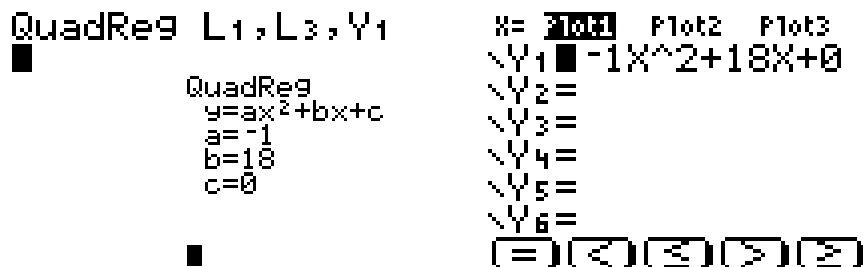 QuadReg L₁,L₃,Y₁
QuadReg
y=ax²+bx+c
a=⁻1
b=18
c=0
X= Plot1 Plot2 Plot3
\Y₁■⁻1X^2+18X+0
\Y₂=
\Y₃=
\Y₄=
\Y₅=
\Y₆=
= < ≤ > ≥